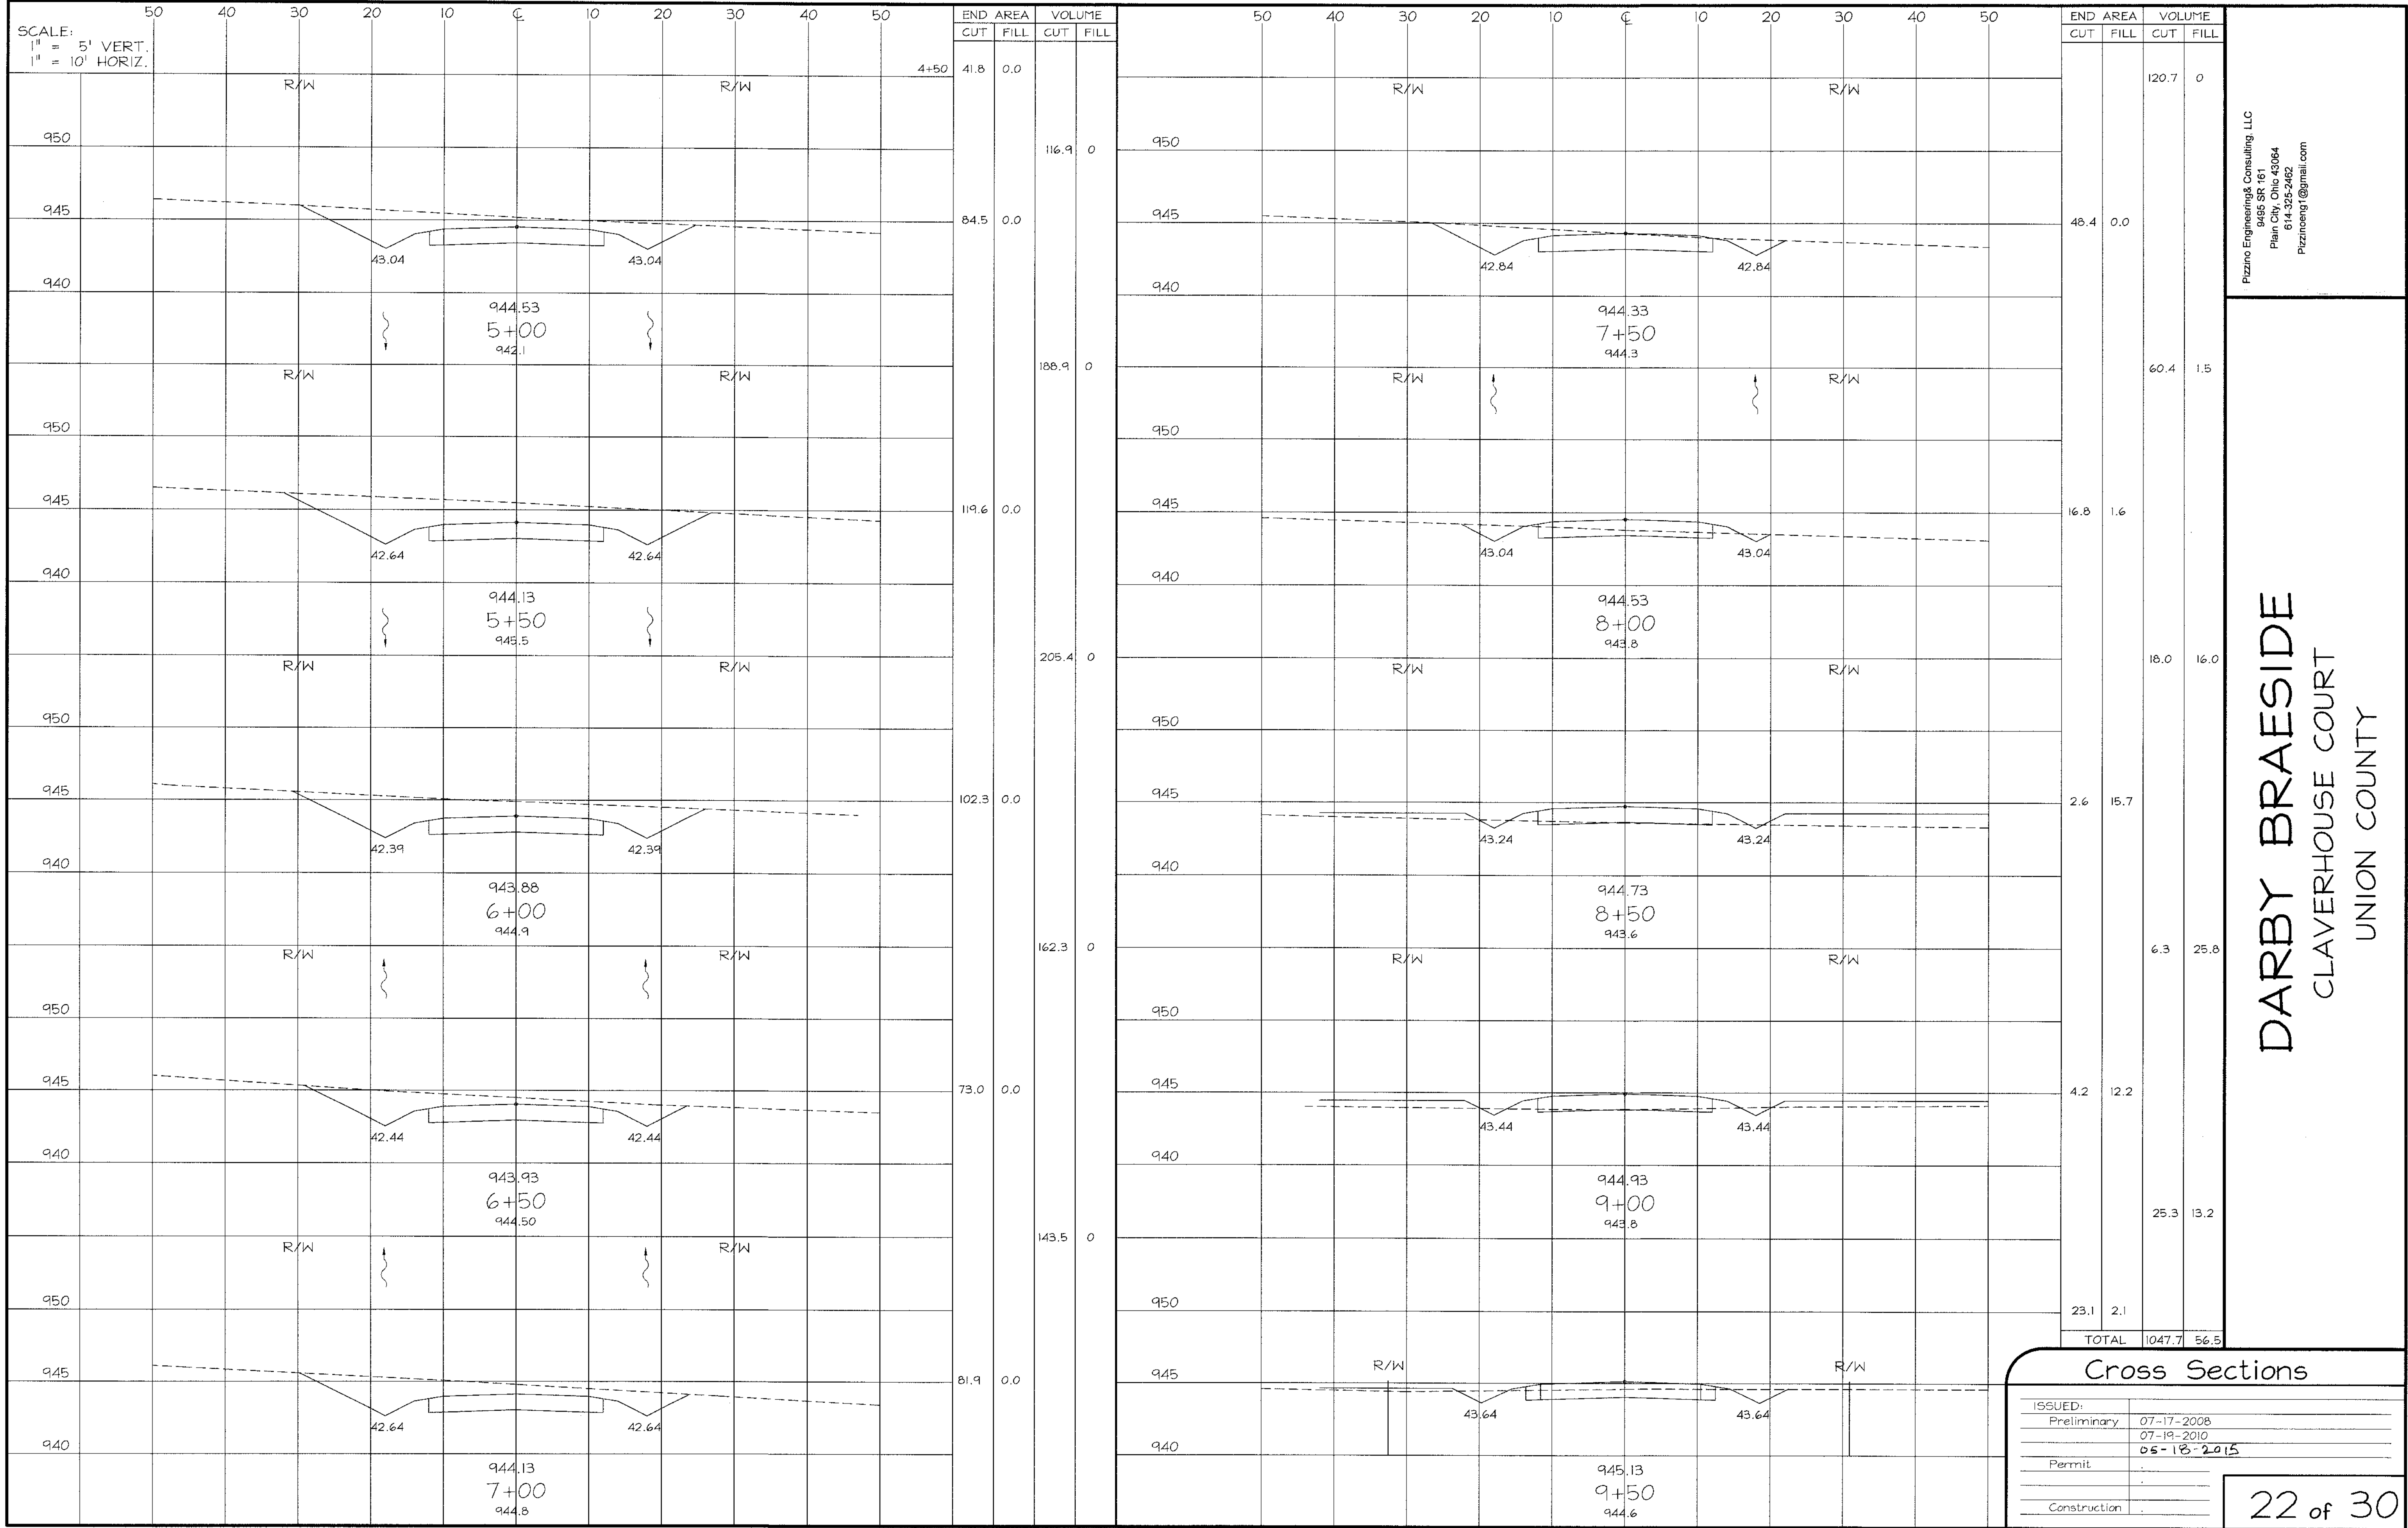 50 40 30 20 10 ℄ 10 20 30 40 50
END AREA VOLUME
CUT FILL CUT FILL
SCALE:
1" = 5' VERT.
1" = 10' HORIZ.
4+50 41.8 0.0
R/W R/W
950
116.9 0
945
84.5 0.0
43.04 43.04
940
944.53
5+00
942.1
R/W R/W
188.9 0
950
945
119.6 0.0
42.64 42.64
940
944.13
5+50
945.5
R/W R/W
205.4 0
950
945
102.3 0.0
42.39 42.39
940
943.88
6+00
944.9
R/W R/W
162.3 0
950
945
73.0 0.0
42.44 42.44
940
943.93
6+50
944.50
R/W R/W
143.5 0
950
945
81.9 0.0
42.64 42.64
940
944.13
7+00
944.8
50 40 30 20 10 ℄ 10 20 30 40 50
END AREA VOLUME
CUT FILL CUT FILL
120.7 0
R/W R/W
950
945
48.4 0.0
42.84 42.84
940
944.33
7+50
944.3
R/W R/W
60.4 1.5
950
945
16.8 1.6
43.04 43.04
940
944.53
8+00
943.8
R/W R/W
18.0 16.0
950
945
2.6 15.7
43.24 43.24
940
944.73
8+50
943.6
R/W R/W
6.3 25.8
950
945
4.2 12.2
43.44 43.44
940
944.93
9+00
943.8
25.3 13.2
950
23.1 2.1
TOTAL 1047.7 56.5
R/W R/W
945
43.64 43.64
940
945.13
9+50
944.6
Pizzino Engineering& Consulting, LLC
9495 SR 161
Plain City, Ohio 43064
614-325-2462
Pizzinoeng1@gmail.com
DARBY BRAESIDE
CLAVERHOUSE COURT
UNION COUNTY
Cross Sections
ISSUED:
Preliminary 07-17-2008
07-19-2010
05-18-2015
Permit .
.
Construction .
22 of 30